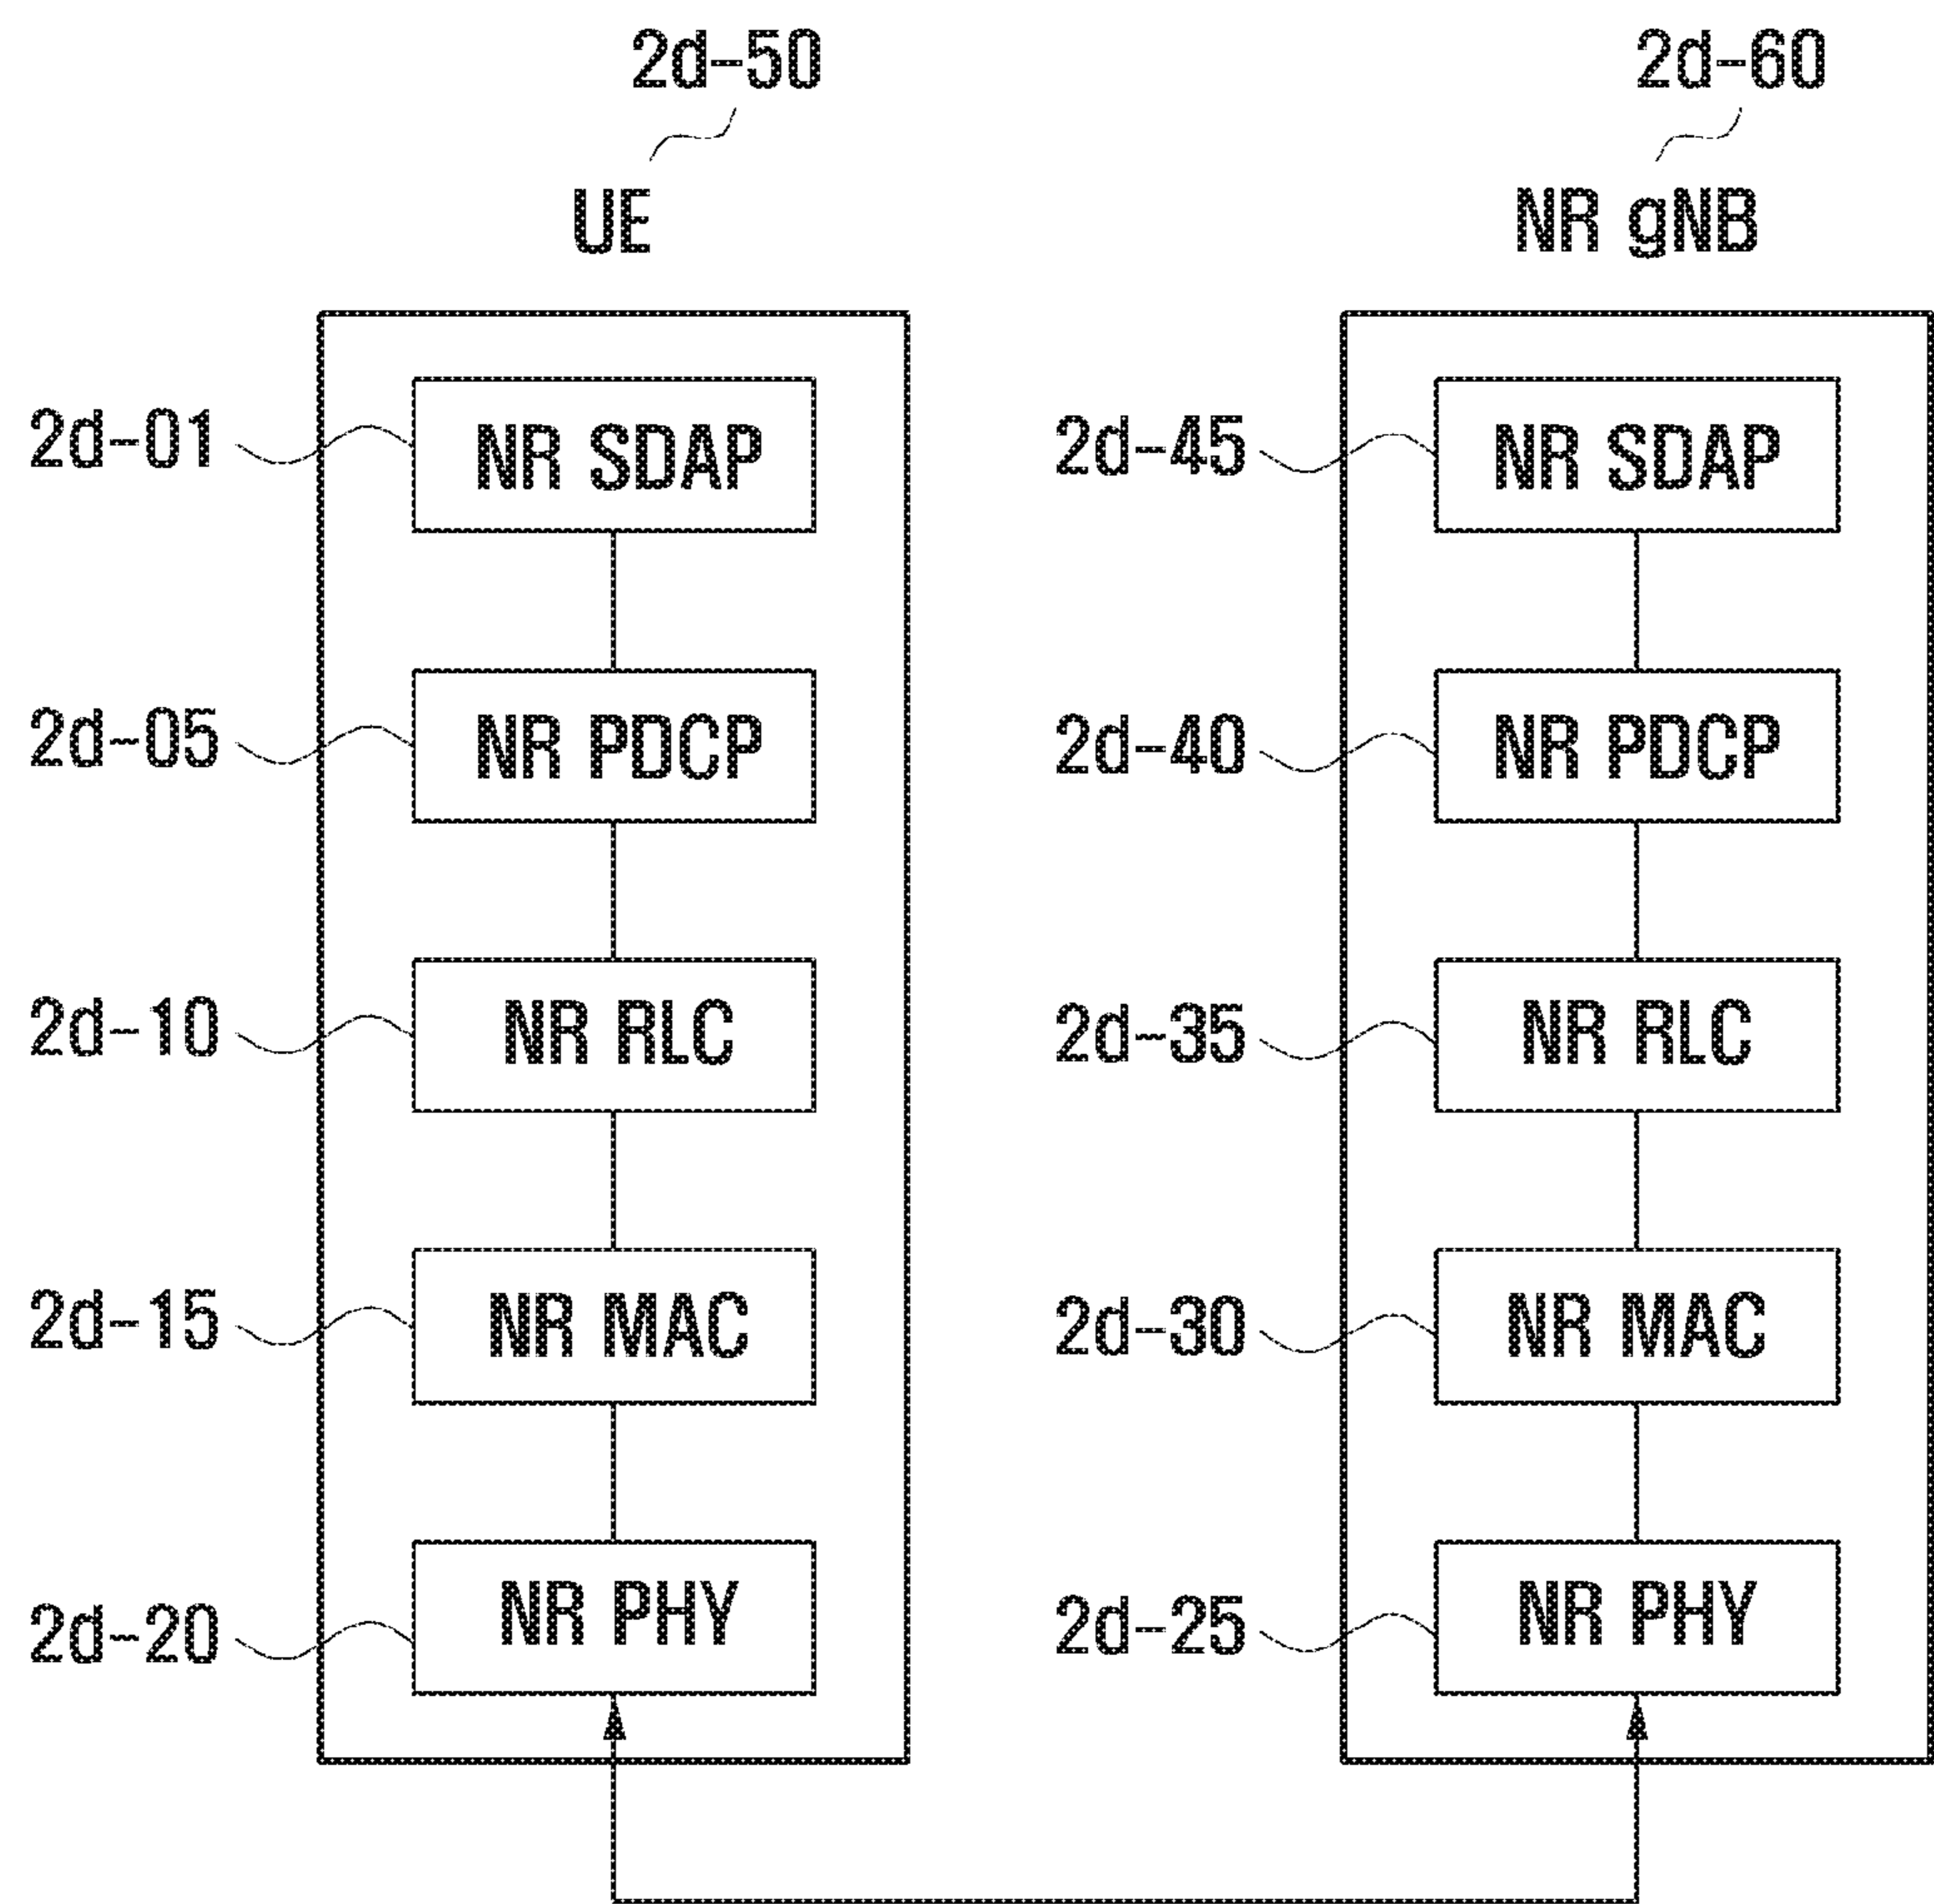 2d-50
2d-60
UE
NR gNB
2d-01
NR SDAP
2d-45
NR SDAP
2d-05
NR PDCP
2d-40
NR PDCP
2d-10
NR RLC
2d-35
NR RLC
2d-15
NR MAC
2d-30
NR MAC
2d-20
NR PHY
2d-25
NR PHY